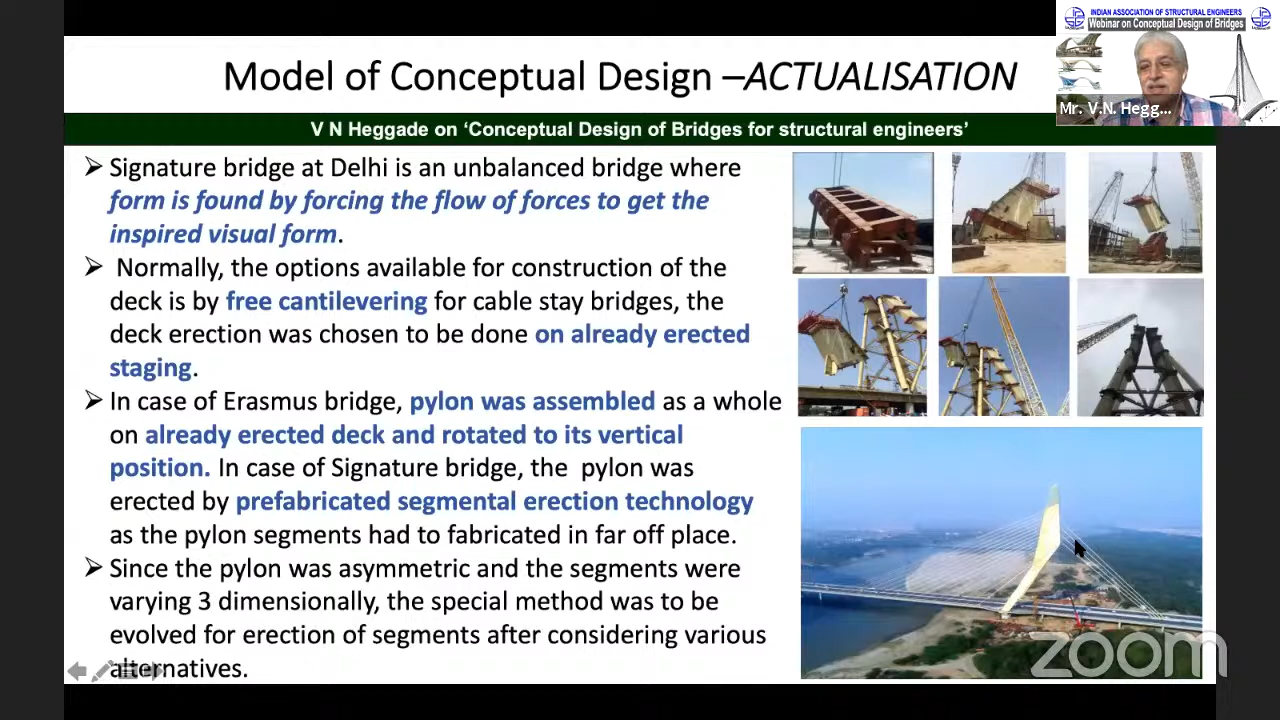 INDIAN ASSOCIATION OF STRUCTURAL ENGINEERS
Webinar on Conceptual Design of Bridges
Mr. V.N. Hegg...
Model of Conceptual Design –ACTUALISATION
V N Heggade on ‘Conceptual Design of Bridges for structural engineers’
➢ Signature bridge at Delhi is an unbalanced bridge where
form is found by forcing the flow of forces to get the
inspired visual form.
➢ Normally, the options available for construction of the
deck is by free cantilevering for cable stay bridges, the
deck erection was chosen to be done on already erected
staging.
➢ In case of Erasmus bridge, pylon was assembled as a whole
on already erected deck and rotated to its vertical
position. In case of Signature bridge, the pylon was
erected by prefabricated segmental erection technology
as the pylon segments had to fabricated in far off place.
➢ Since the pylon was asymmetric and the segments were
varying 3 dimensionally, the special method was to be
evolved for erection of segments after considering various
alternatives.
zoom